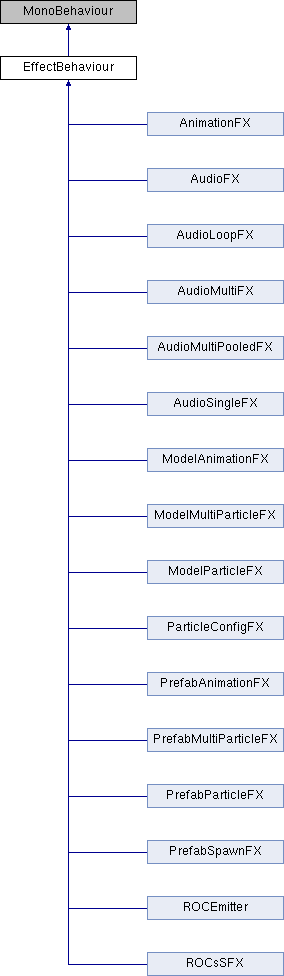 MonoBehaviour
EffectBehaviour
AnimationFX
AudioFX
AudioLoopFX
AudioMultiFX
AudioMultiPooledFX
AudioSingleFX
ModelAnimationFX
ModelMultiParticleFX
ModelParticleFX
ParticleConfigFX
PrefabAnimationFX
PrefabMultiParticleFX
PrefabParticleFX
PrefabSpawnFX
ROCEmitter
ROCsSFX